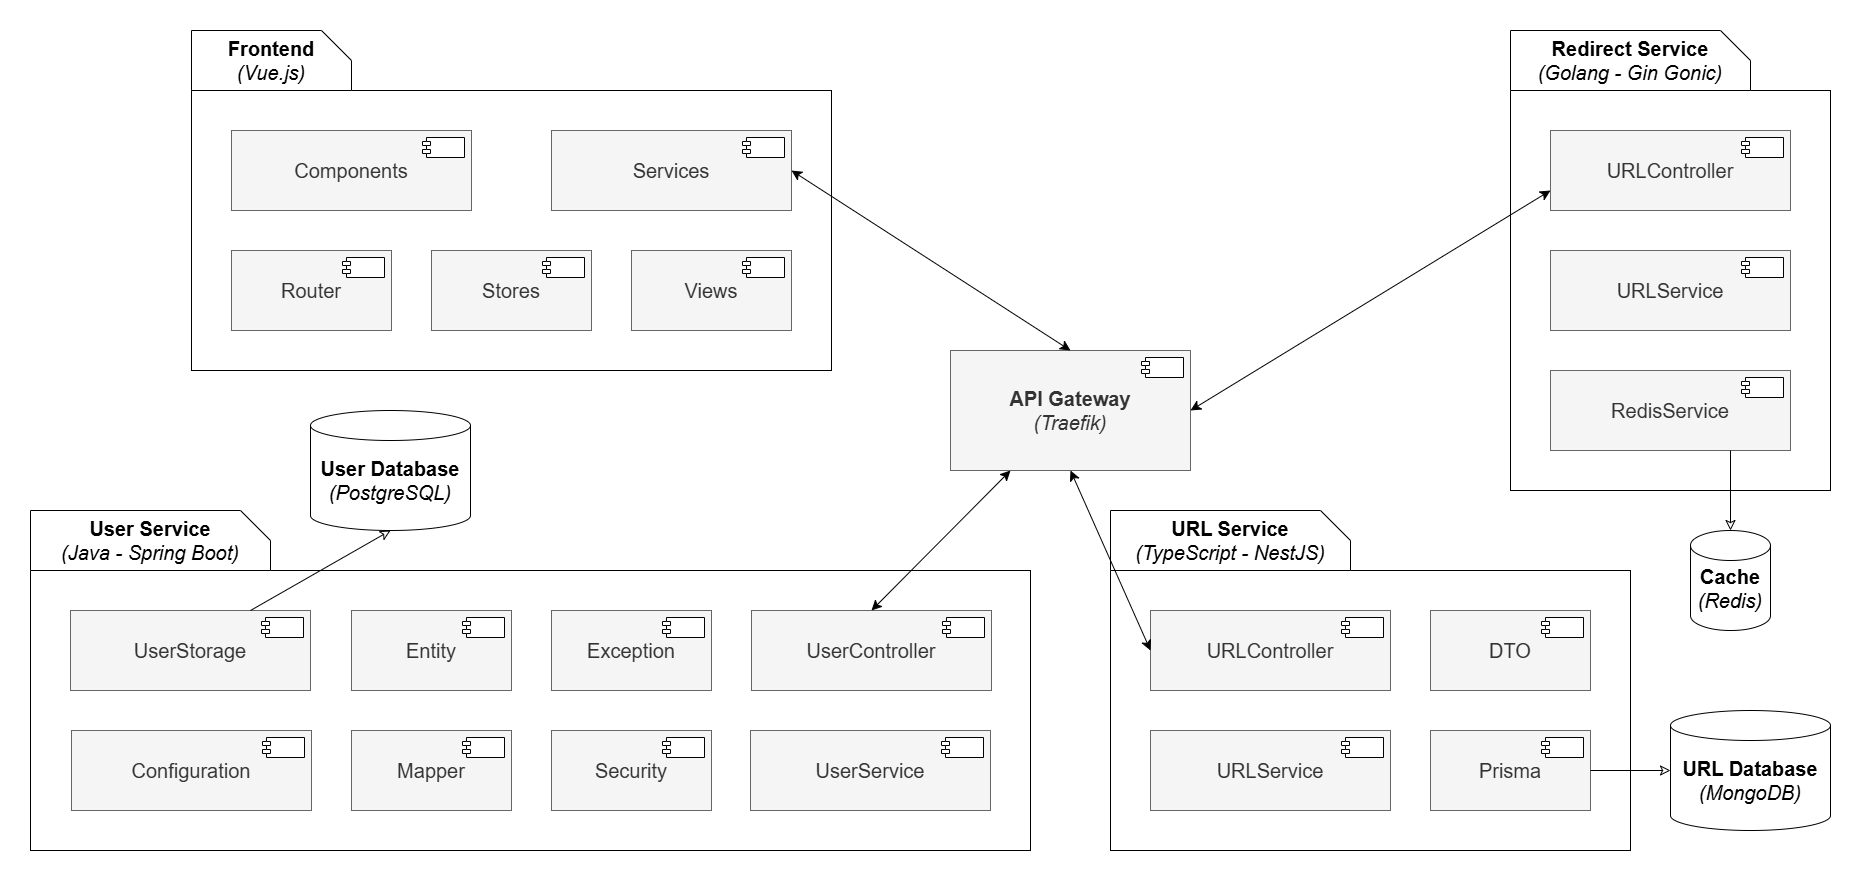 Frontend
(Vue.js)
Components
Services
Router
Stores
Views
Redirect Service
(Golang - Gin Gonic)
URLController
URLService
RedisService
API Gateway
(Traefik)
User Database
(PostgreSQL)
User Service
(Java - Spring Boot)
UserStorage
Entity
Exception
UserController
Configuration
Mapper
Security
UserService
URL Service
(TypeScript - NestJS)
URLController
DTO
URLService
Prisma
Cache
(Redis)
URL Database
(MongoDB)